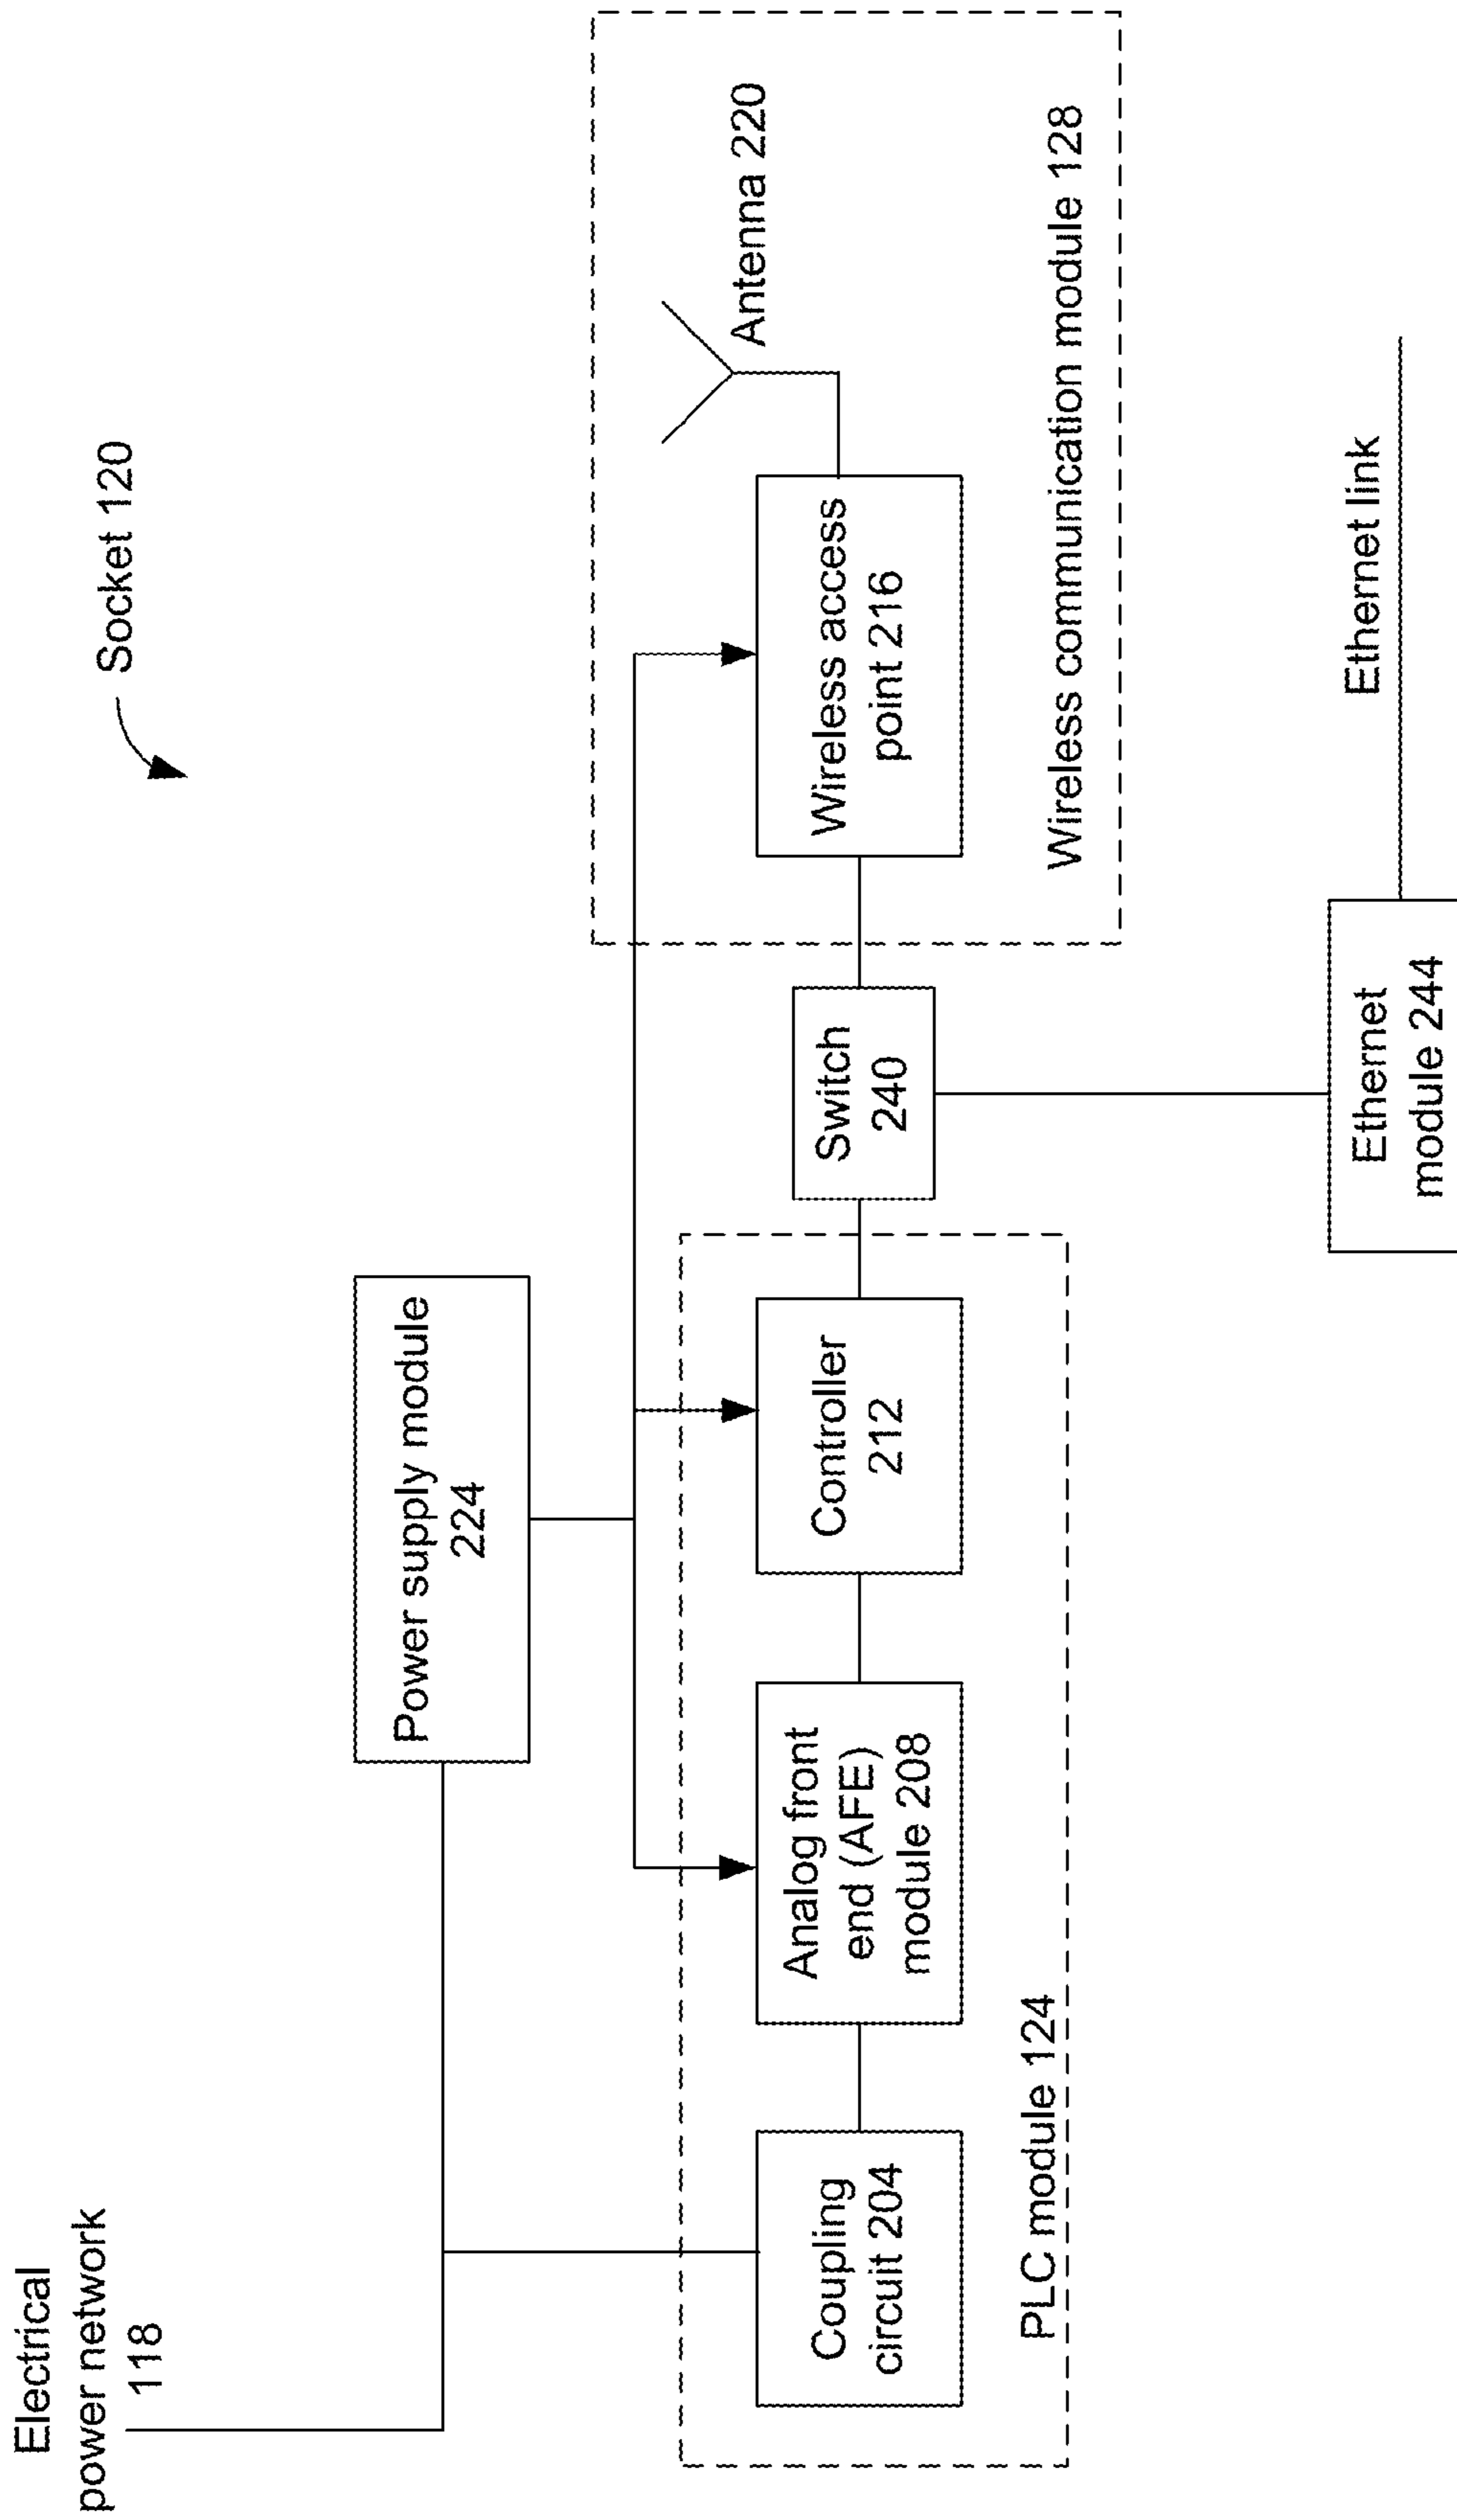 Socket 120
Electrical
power network
118
Power supply module
224
Antenna 220
Coupling
circuit 204
Analog front
end (AFE)
module 208
Controller
212
Switch
240
Wireless access
point 216
PLC module 124
Wireless communication module 128
Ethernet
module 244
Ethernet link